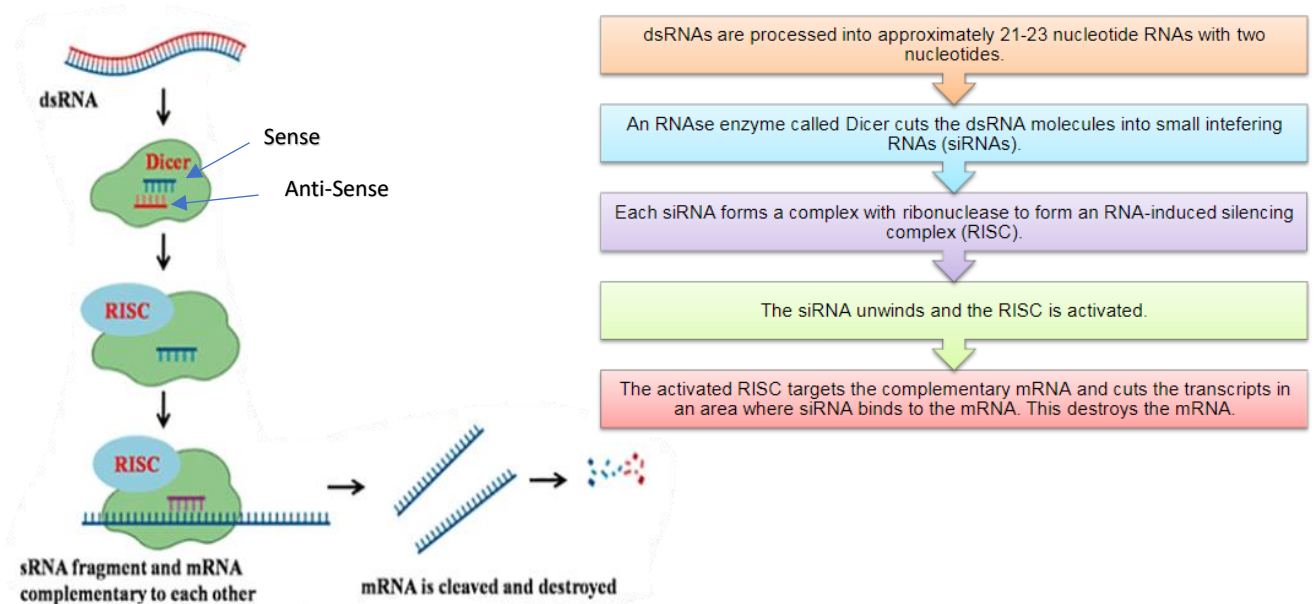 dsRNA
Dicer
Sense
Anti-Sense
RISC
RISC
sRNA fragment and mRNA
complementary to each other
mRNA is cleaved and destroyed
dsRNAs are processed into approximately 21-23 nucleotide RNAs with two
nucleotides.
An RNAse enzyme called Dicer cuts the dsRNA molecules into small intefering
RNAs (siRNAs).
Each siRNA forms a complex with ribonuclease to form an RNA-induced silencing
complex (RISC).
The siRNA unwinds and the RISC is activated.
The activated RISC targets the complementary mRNA and cuts the transcripts in
an area where siRNA binds to the mRNA. This destroys the mRNA.